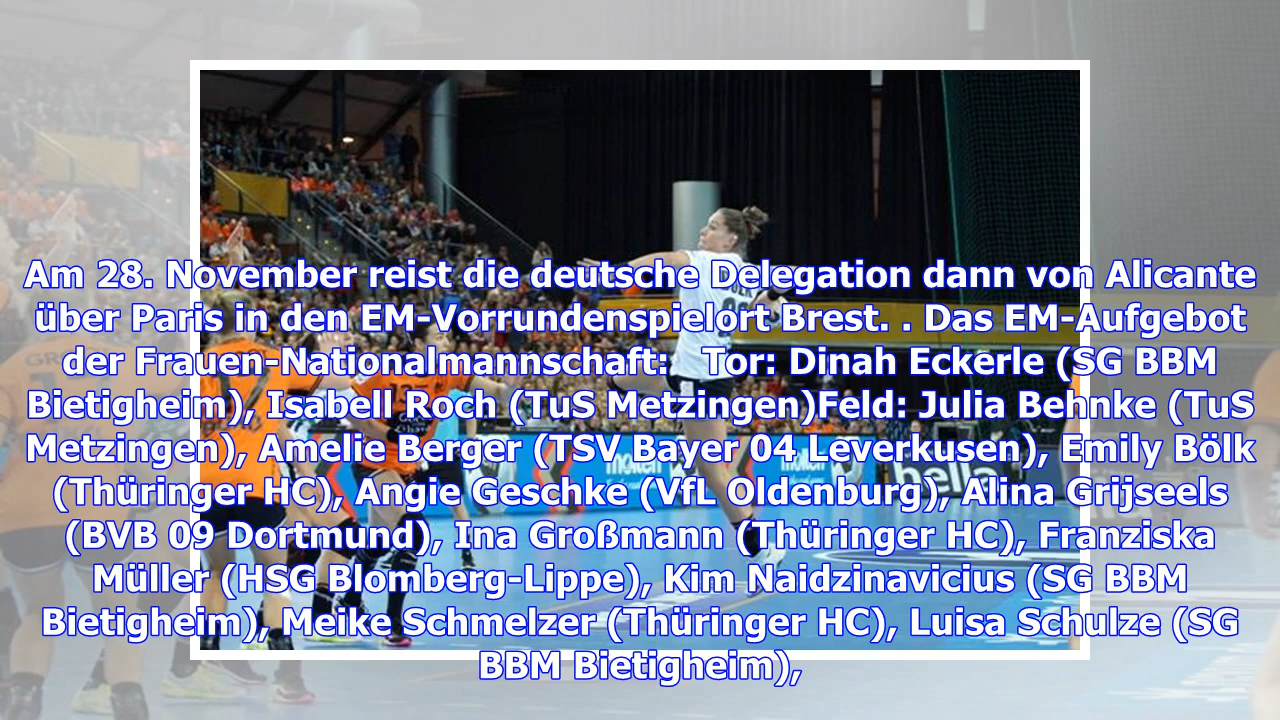 Am 28. November reist die deutsche Delegation dann von Alicante
über Paris in den EM-Vorrundenspielort Brest. . Das EM-Aufgebot
der Frauen-Nationalmannschaft:   Tor: Dinah Eckerle (SG BBM
Bietigheim), Isabell Roch (TuS Metzingen)Feld: Julia Behnke (TuS
Metzingen), Amelie Berger (TSV Bayer 04 Leverkusen), Emily Bölk
(Thüringer HC), Angie Geschke (VfL Oldenburg), Alina Grijseels
(BVB 09 Dortmund), Ina Großmann (Thüringer HC), Franziska
Müller (HSG Blomberg-Lippe), Kim Naidzinavicius (SG BBM
Bietigheim), Meike Schmelzer (Thüringer HC), Luisa Schulze (SG
BBM Bietigheim),
molten
hella